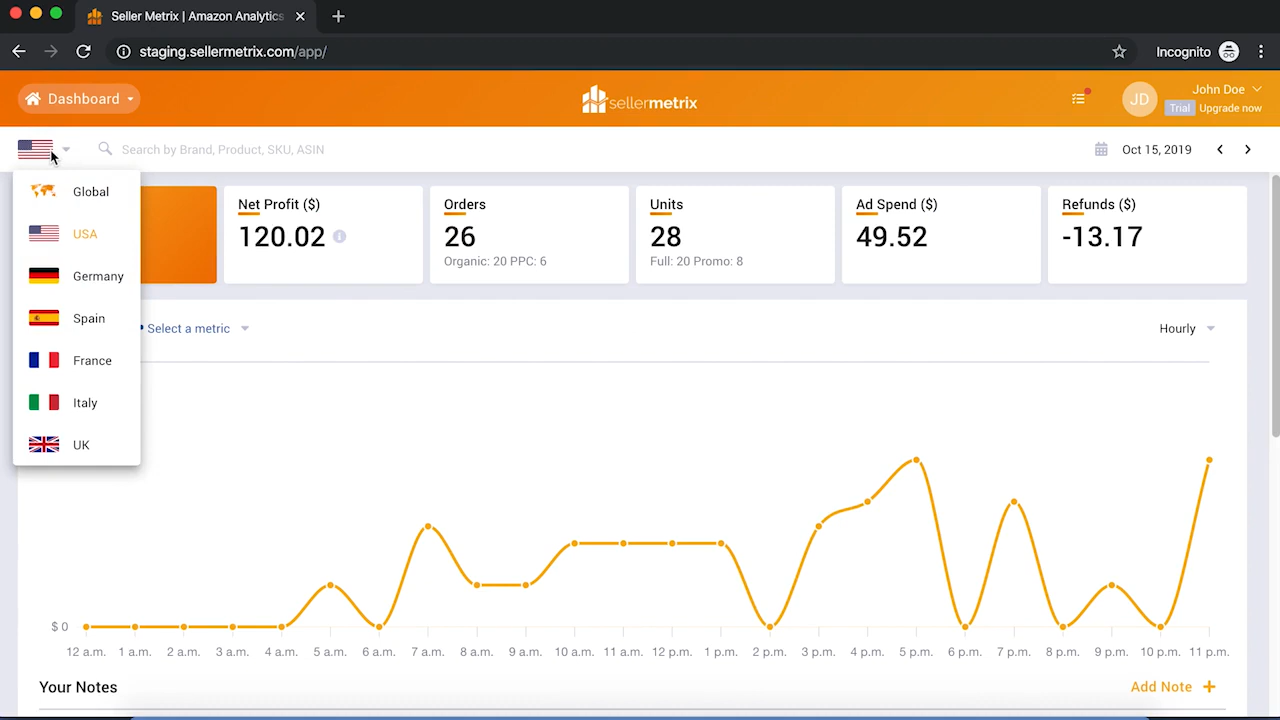 Seller Metrix | Amazon Analytics
staging.sellermetrix.com/app/
Incognito
Dashboard
sellermetrix
JD
John Doe
Trial
Upgrade now
Search by Brand, Product, SKU, ASIN
Oct 15, 2019
Global
USA
Germany
Spain
France
Italy
UK
Net Profit ($)
120.02
Orders
26
Organic: 20 PPC: 6
Units
28
Full: 20 Promo: 8
Ad Spend ($)
49.52
Refunds ($)
-13.17
Select a metric
Hourly
$ 0
12 a.m. 1 a.m. 2 a.m. 3 a.m. 4 a.m. 5 a.m. 6 a.m. 7 a.m. 8 a.m. 9 a.m. 10 a.m. 11 a.m. 12 p.m. 1 p.m. 2 p.m. 3 p.m. 4 p.m. 5 p.m. 6 p.m. 7 p.m. 8 p.m. 9 p.m. 10 p.m. 11 p.m.
Your Notes
Add Note +